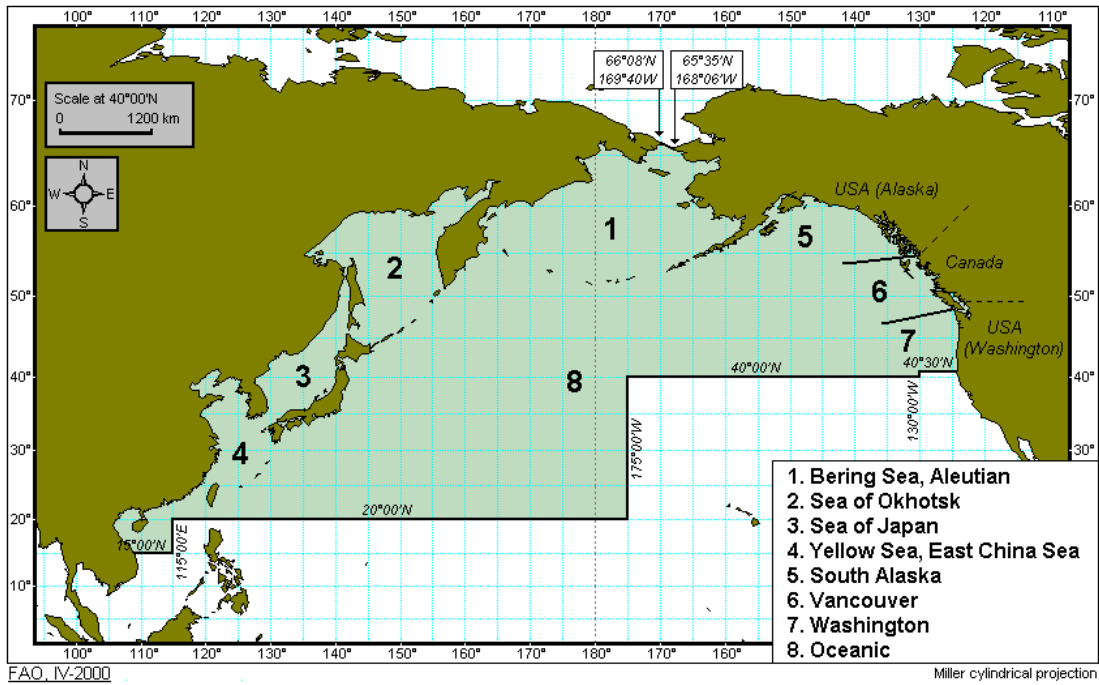 100° 110° 120° 130° 140° 150° 160° 170° 180° 170° 160° 150° 140° 130° 120° 110°
66°08'N
169°40'W
65°35'N
168°06'W
Scale at 40°00'N
0 1200 km
N
W E
S
70° 70°
60° 60°
50° 50°
40° 40°
30° 30°
20°
10°
USA (Alaska)
1
5
2
Canada
6
USA
(Washington)
7
3
40°30'N
40°00'N
8
130°00'W
4
175°00'W
20°00'N
15°00'N
115°00'E
1. Bering Sea, Aleutian
2. Sea of Okhotsk
3. Sea of Japan
4. Yellow Sea, East China Sea
5. South Alaska
6. Vancouver
7. Washington
8. Oceanic
100° 110° 120° 130° 140° 150° 160° 170° 180° 170° 160° 150° 140° 130° 120° 110°
FAO, IV-2000
Miller cylindrical projection